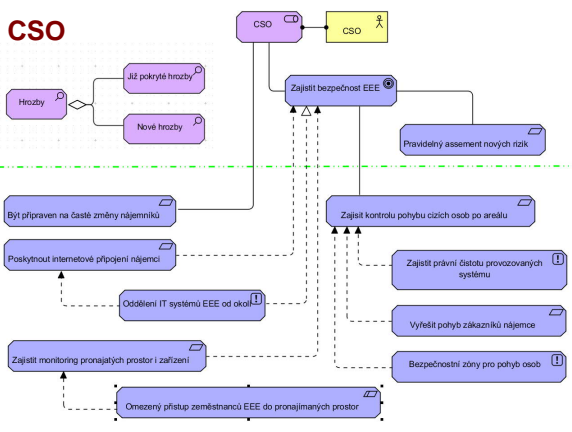 CSO
CSO
CSO
Již pokryté hrozby
Zajistit bezpečnost EEE
Hrozby
Nové hrozby
Pravidelný assement nových rizik
Být připraven na časté změny nájemníků
Zajisit kontrolu pohybu cizích osob po areálu
Poskytnout internetové připojení nájemci
Zajistit právní čistotu provozovaných
systému
Oddělení IT systémů EEE od okolí
Vyřešit pohyb zákazníků nájemce
Zajistit monitoring pronajatých prostor i zařízení
Bezpečnostní zóny pro pohyb osob
Omezený přistup zeměstnanců EEE do pronajímaných prostor